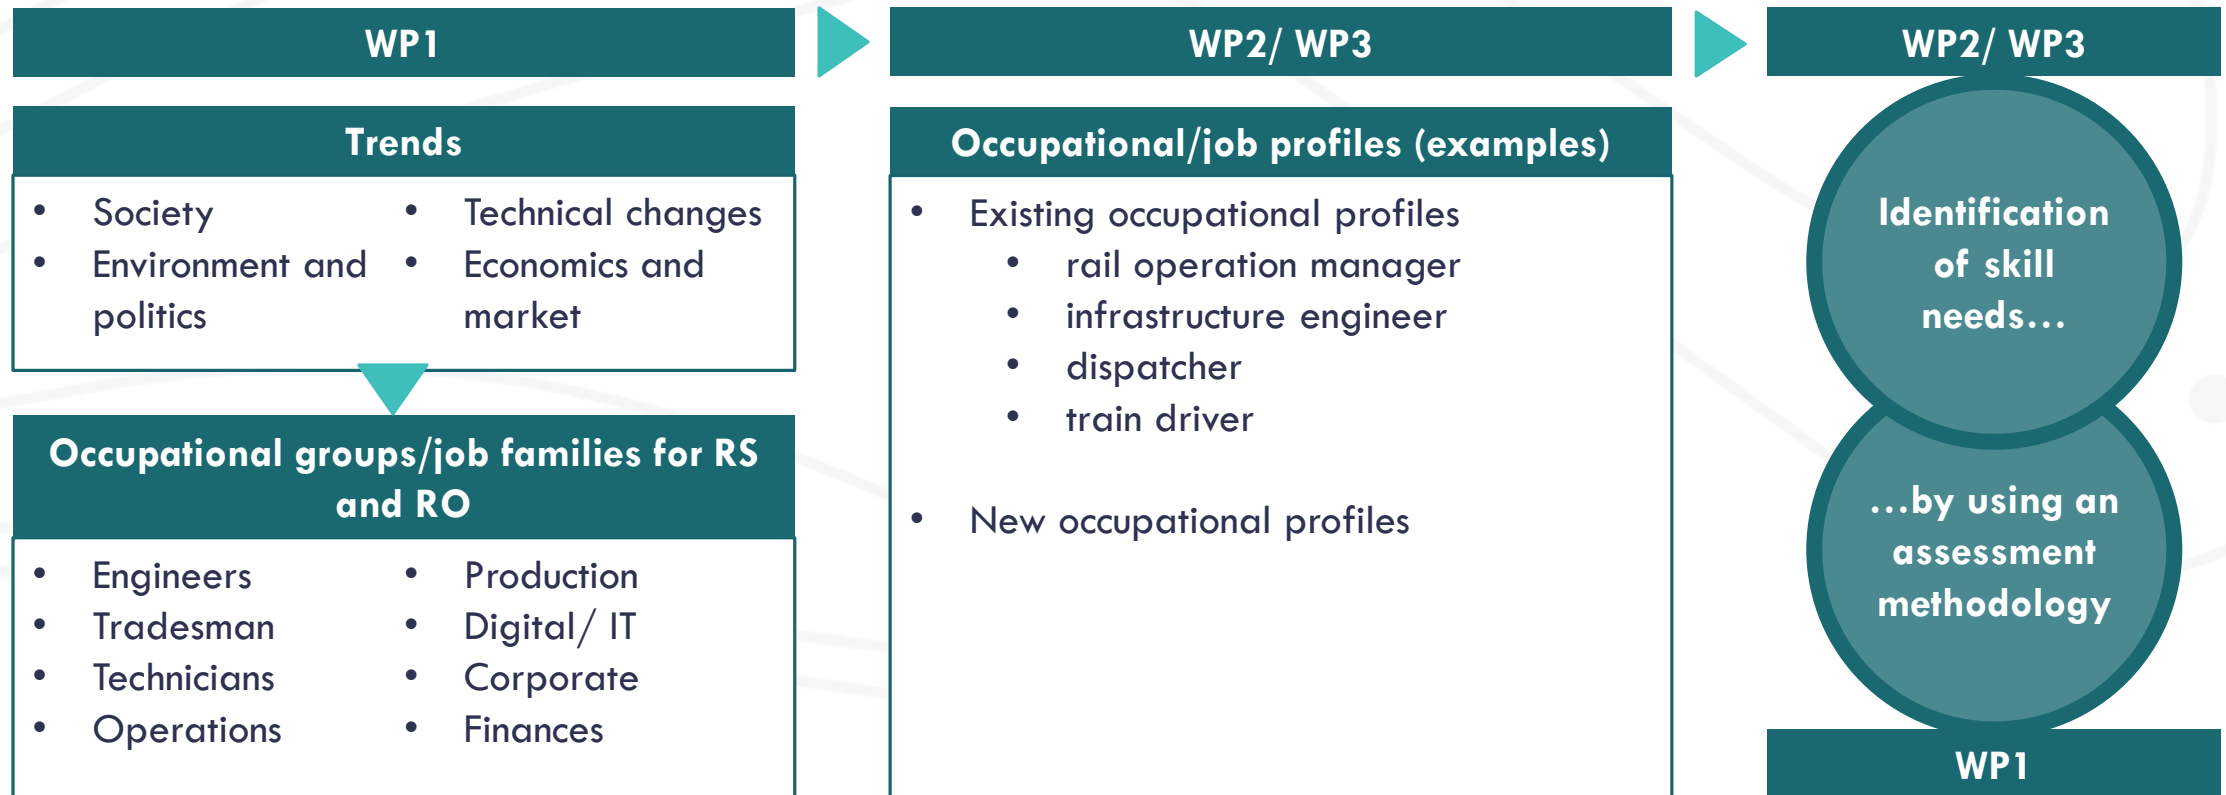 WP1
Trends
• Society
• Environment and
politics
• Technical changes
• Economics and
market
Occupational groups/job families for RS
and RO
• Engineers
• Tradesman
• Technicians
• Operations
• Production
• Digital/ IT
• Corporate
• Finances
WP2/ WP3
Occupational/job profiles (examples)
• Existing occupational profiles
• rail operation manager
• infrastructure engineer
• dispatcher
• train driver
• New occupational profiles
WP2/ WP3
Identification
of skill
needs...
...by using an
assessment
methodology
WP1